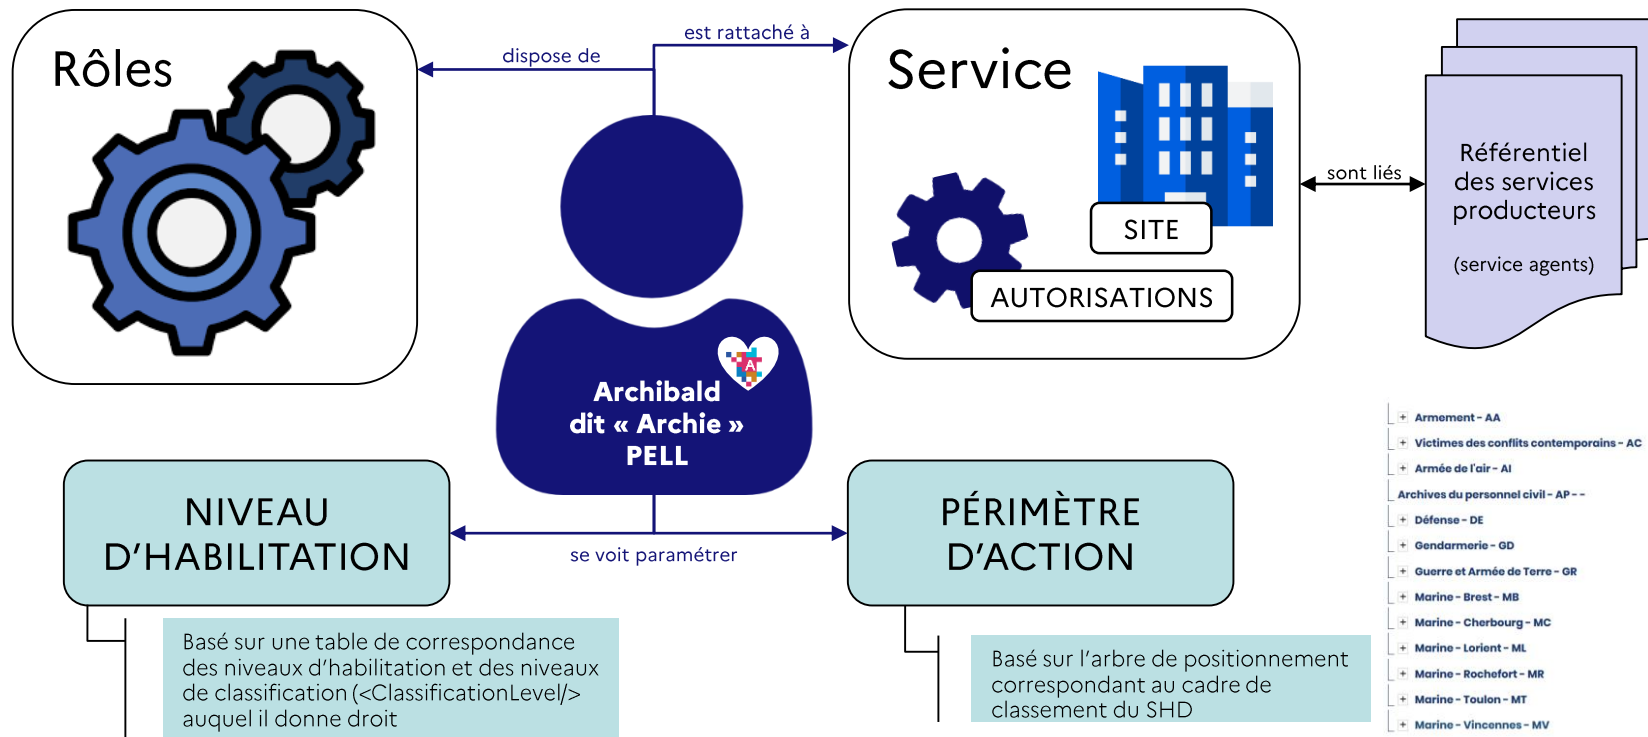 Rôles
dispose de
est rattaché à
Service
SITE
AUTORISATIONS
sont liés
Référentiel
des services
producteurs
(service agents)
A
Archibald
dit « Archie »
PELL
NIVEAU
D'HABILITATION
se voit paramétrer
PÉRIMÈTRE
D'ACTION
Basé sur une table de correspondance
des niveaux d'habilitation et des niveaux
de classification (<ClassificationLevel/>
auquel il donne droit
Basé sur l'arbre de positionnement
correspondant au cadre de
classement du SHD
+ Armement - AA
+ Victimes des conflits contemporains - AC
+ Armée de l'air - AI
Archives du personnel civil - AP - -
+ Défense - DE
+ Gendarmerie - GD
+ Guerre et Armée de Terre - GR
+ Marine - Brest - MB
+ Marine - Cherbourg - MC
+ Marine - Lorient - ML
+ Marine - Rochefort - MR
+ Marine - Toulon - MT
+ Marine - Vincennes - MV